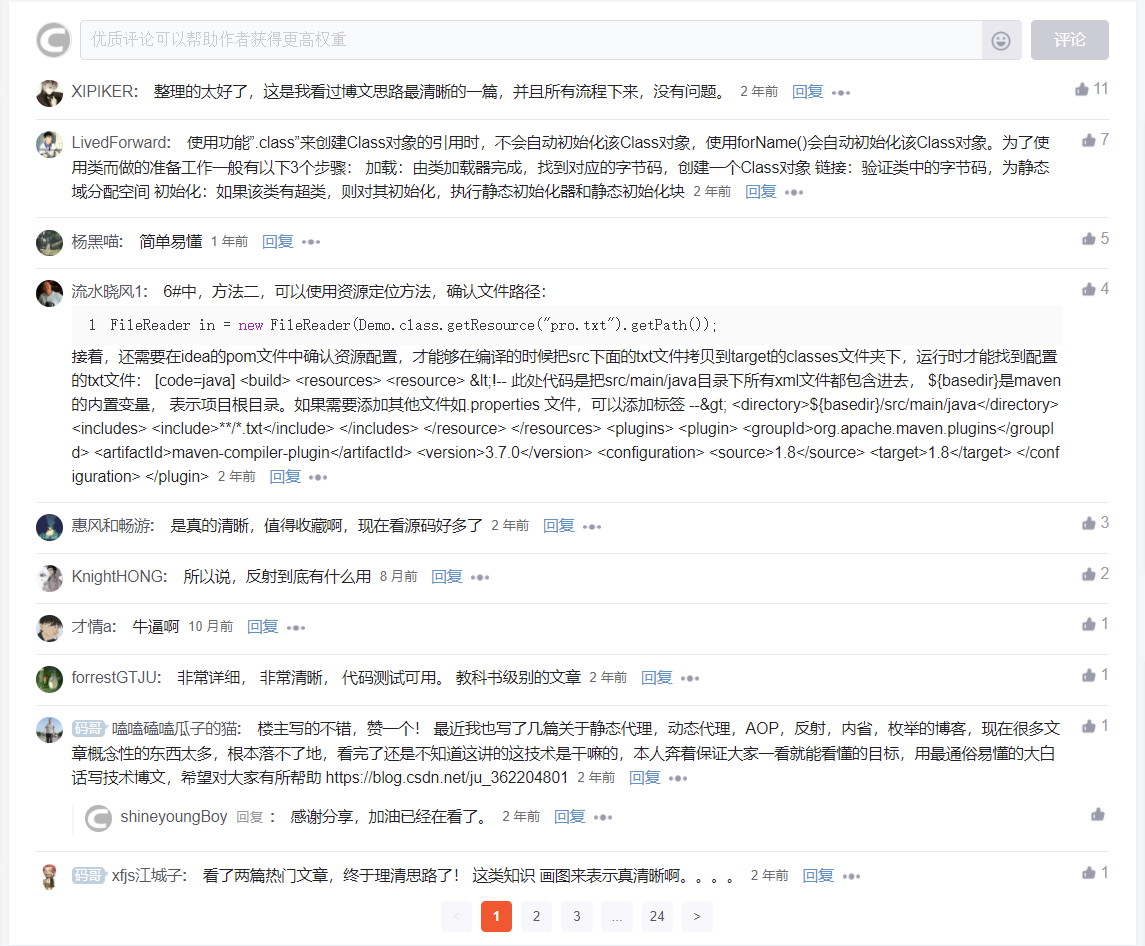 优质评论可以帮助作者获得更高权重
评论
XIPIKER： 整理的太好了，这是我看过博文思路最清晰的一篇，并且所有流程下来，没有问题。 2 年前 回复 ••• 11
LivedForward： 使用功能”.class”来创建Class对象的引用时，不会自动初始化该Class对象，使用forName()会自动初始化该Class对象。为了使 7
用类而做的准备工作一般有以下3个步骤： 加载：由类加载器完成，找到对应的字节码，创建一个Class对象 链接：验证类中的字节码，为静态
域分配空间 初始化：如果该类有超类，则对其初始化，执行静态初始化器和静态初始化块 2 年前 回复 •••
杨黑喵： 简单易懂 1 年前 回复 ••• 5
流水晓风1： 6#中，方法二，可以使用资源定位方法，确认文件路径： 4
1 FileReader in = new FileReader(Demo.class.getResource("pro.txt").getPath());
接着，还需要在idea的pom文件中确认资源配置，才能够在编译的时候把src下面的txt文件拷贝到target的classes文件夹下，运行时才能找到配置
的txt文件： [code=java] <build> <resources> <resource> &lt;!-- 此处代码是把src/main/java目录下所有xml文件都包含进去， ${basedir}是maven
的内置变量， 表示项目根目录。如果需要添加其他文件如.properties 文件，可以添加标签 --&gt; <directory>${basedir}/src/main/java</directory>
<includes> <include>**/*.txt</include> </includes> </resource> </resources> <plugins> <plugin> <groupId>org.apache.maven.plugins</groupI
d> <artifactId>maven-compiler-plugin</artifactId> <version>3.7.0</version> <configuration> <source>1.8</source> <target>1.8</target> </conf
iguration> </plugin> 2 年前 回复 •••
惠风和畅游： 是真的清晰，值得收藏啊，现在看源码好多了 2 年前 回复 ••• 3
KnightHONG： 所以说，反射到底有什么用 8 月前 回复 ••• 2
才情a： 牛逼啊 10 月前 回复 ••• 1
forrestGTJU： 非常详细， 非常清晰， 代码测试可用。 教科书级别的文章 2 年前 回复 ••• 1
码哥 嗑嗑磕嗑瓜子的猫： 楼主写的不错，赞一个！ 最近我也写了几篇关于静态代理，动态代理，AOP，反射，内省，枚举的博客，现在很多文 1
章概念性的东西太多，根本落不了地，看完了还是不知道这讲的这技术是干嘛的，本人奔着保证大家一看就能看懂的目标，用最通俗易懂的大白
话写技术博文，希望对大家有所帮助 https://blog.csdn.net/ju_362204801 2 年前 回复 •••
shineyoungBoy 回复 ： 感谢分享，加油已经在看了。 2 年前 回复 •••
码哥 xfjs江城子： 看了两篇热门文章，终于理清思路了！ 这类知识 画图来表示真清晰啊。。。。 2 年前 回复 ••• 1
< 1 2 3 ... 24 >